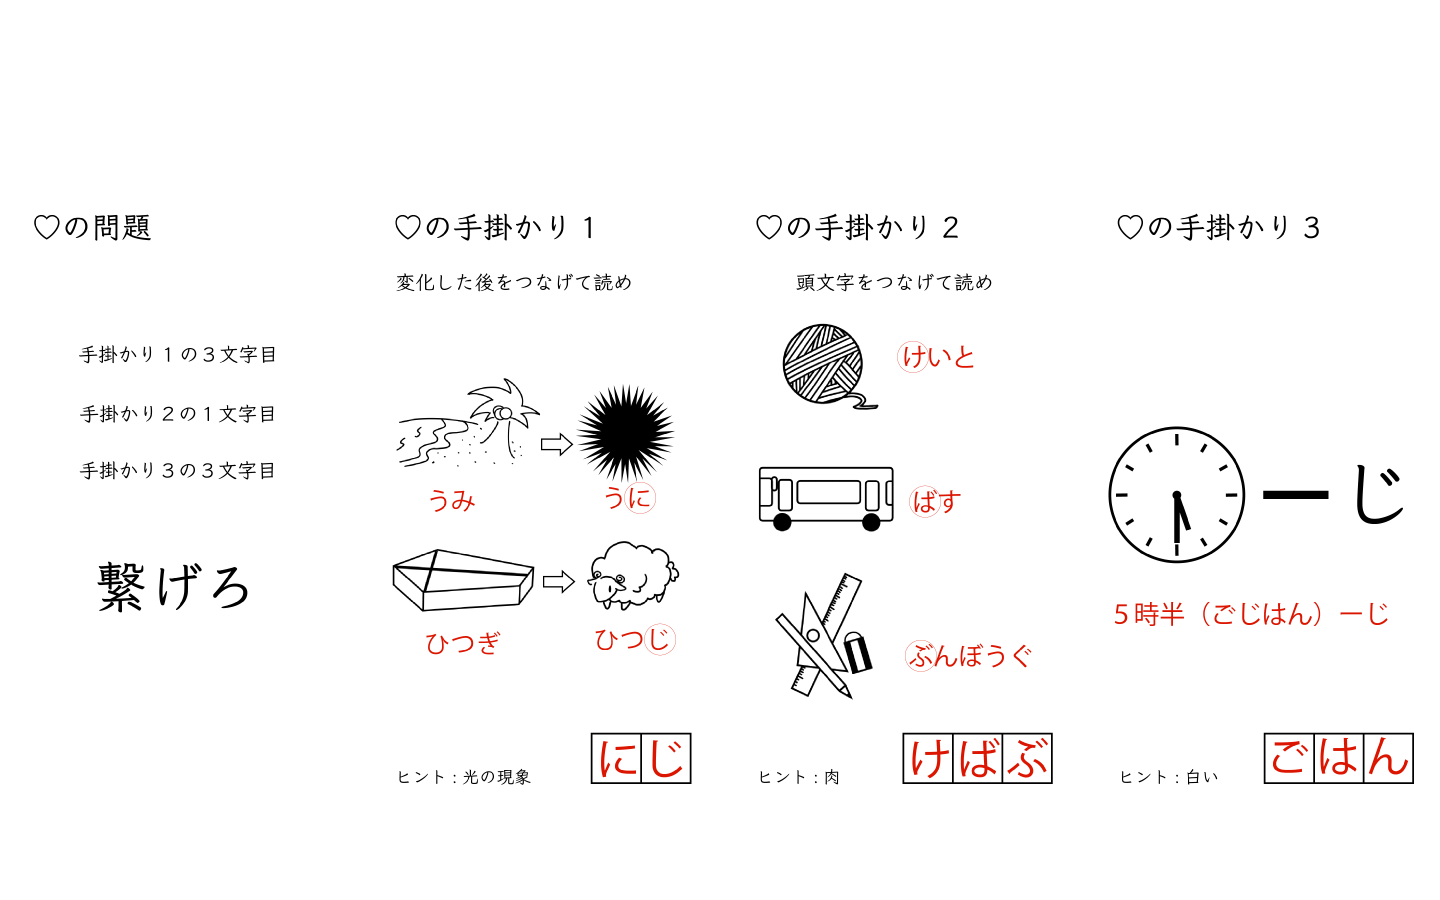 ♡の問題
手掛かり１の３文字目
手掛かり２の１文字目
手掛かり３の３文字目
繋げろ
♡の手掛かり１
変化した後をつなげて読め
うみ
うに
ひつぎ
ひつじ
ヒント：光の現象
にじ
♡の手掛かり２
頭文字をつなげて読め
けいと
ばす
ぶんぼうぐ
ヒント：肉
けばぶ
♡の手掛かり３
ーじ
５時半（ごじはん）ーじ
ヒント：白い
ごはん